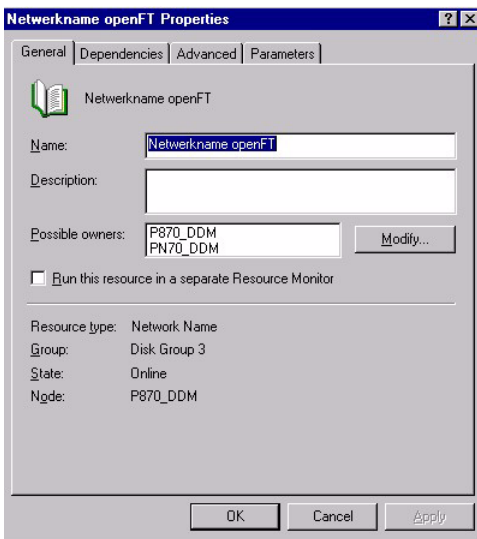 Netwerkname openFT Properties
General Dependencies Advanced Parameters
Netwerkname openFT
Name: Netwerkname openFT
Description:
Possible owners: P870_DDM
PN70_DDM
Modify...
Run this resource in a separate Resource Monitor
Resource type: Network Name
Group: Disk Group 3
State: Online
Node: P870_DDM
OK Cancel Apply